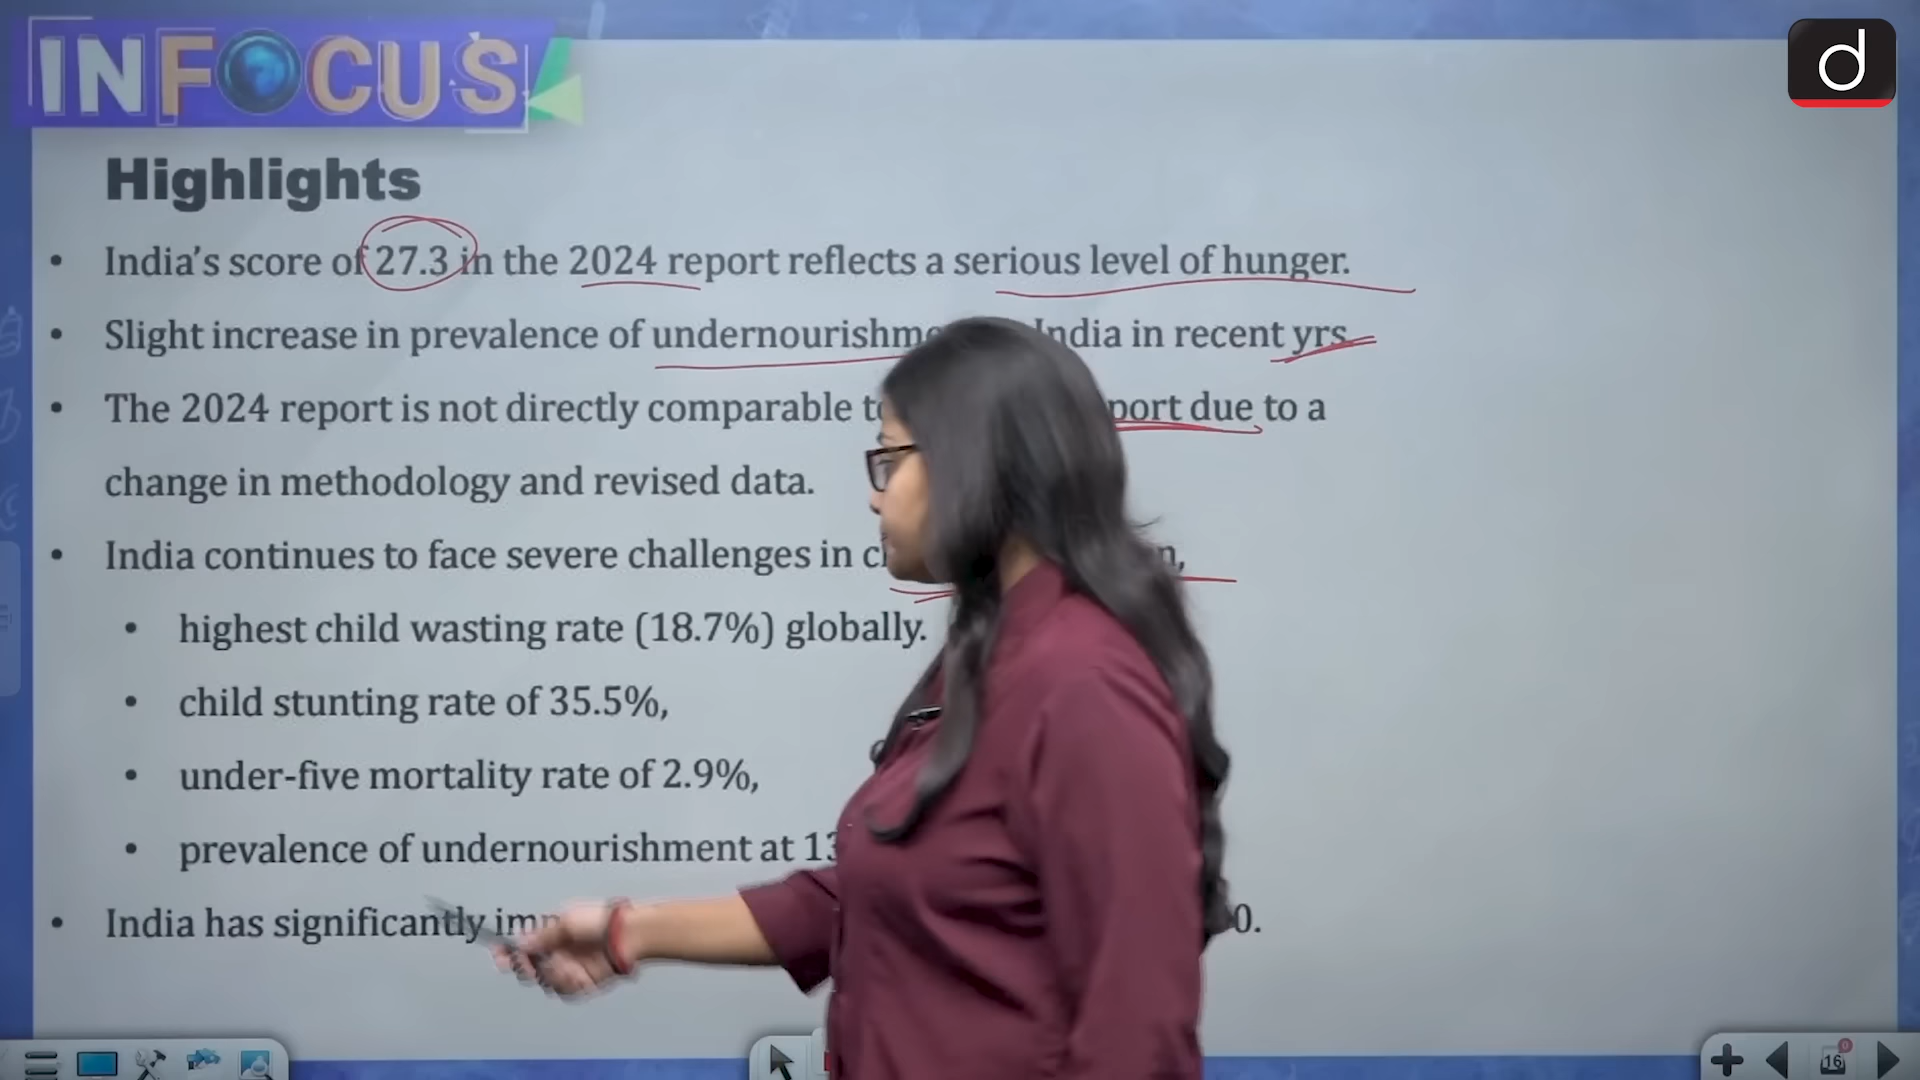 INFOCUS
d
Highlights
• India's score of 27.3 in the 2024 report reflects a serious level of hunger.
• Slight increase in prevalence of India in recent yrs
• The 2024 report is not directly comparable due to a
change in methodology and revised data.
• India continues to face severe challenges in
• highest child wasting rate (18.7%) globally.
• child stunting rate of 35.5%,
• under-five mortality rate of 2.9%,
• prevalence of undernourishment at
• India has significantly
16
0